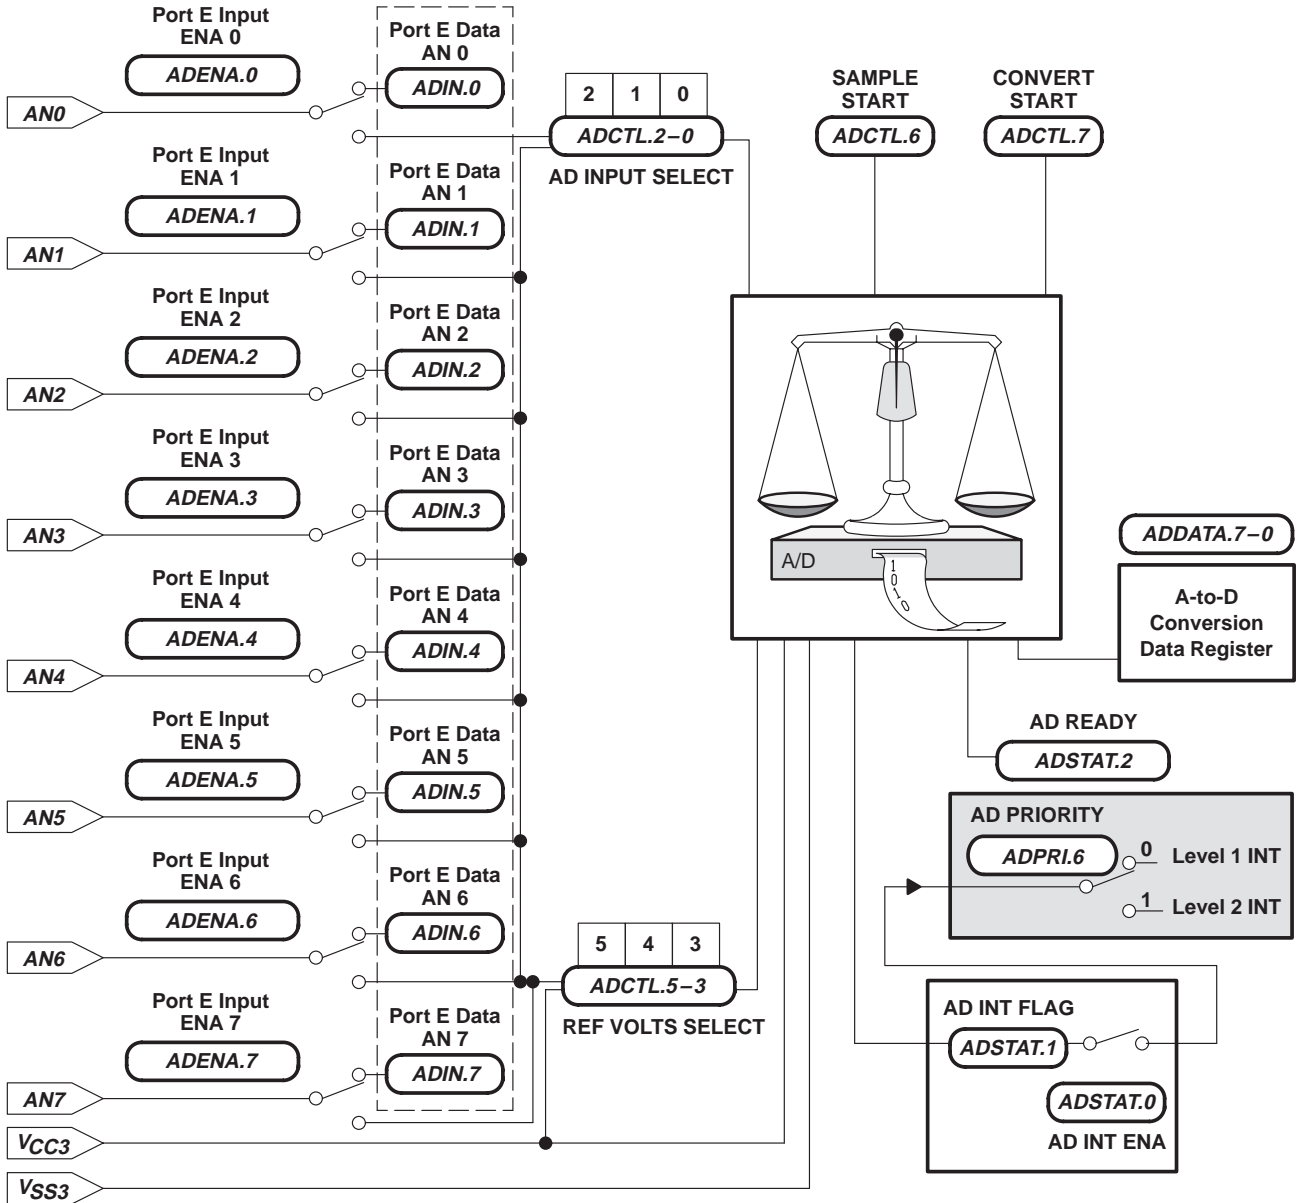 Port E Input
ENA 0
ADENA.0
AN0
Port E Data
AN 0
ADIN.0
Port E Input
ENA 1
ADENA.1
AN1
Port E Data
AN 1
ADIN.1
Port E Input
ENA 2
ADENA.2
AN2
Port E Data
AN 2
ADIN.2
Port E Input
ENA 3
ADENA.3
AN3
Port E Data
AN 3
ADIN.3
Port E Input
ENA 4
ADENA.4
AN4
Port E Data
AN 4
ADIN.4
Port E Input
ENA 5
ADENA.5
AN5
Port E Data
AN 5
ADIN.5
Port E Input
ENA 6
ADENA.6
AN6
Port E Data
AN 6
ADIN.6
Port E Input
ENA 7
ADENA.7
AN7
Port E Data
AN 7
ADIN.7
VCC3
VSS3
2 1 0
ADCTL.2–0
AD INPUT SELECT
5 4 3
ADCTL.5–3
REF VOLTS SELECT
SAMPLE
START
ADCTL.6
CONVERT
START
ADCTL.7
A/D
1
0
1
0
ADDATA.7–0
A-to-D
Conversion
Data Register
AD READY
ADSTAT.2
AD PRIORITY
ADPRI.6
0 Level 1 INT
1 Level 2 INT
AD INT FLAG
ADSTAT.1
ADSTAT.0
AD INT ENA